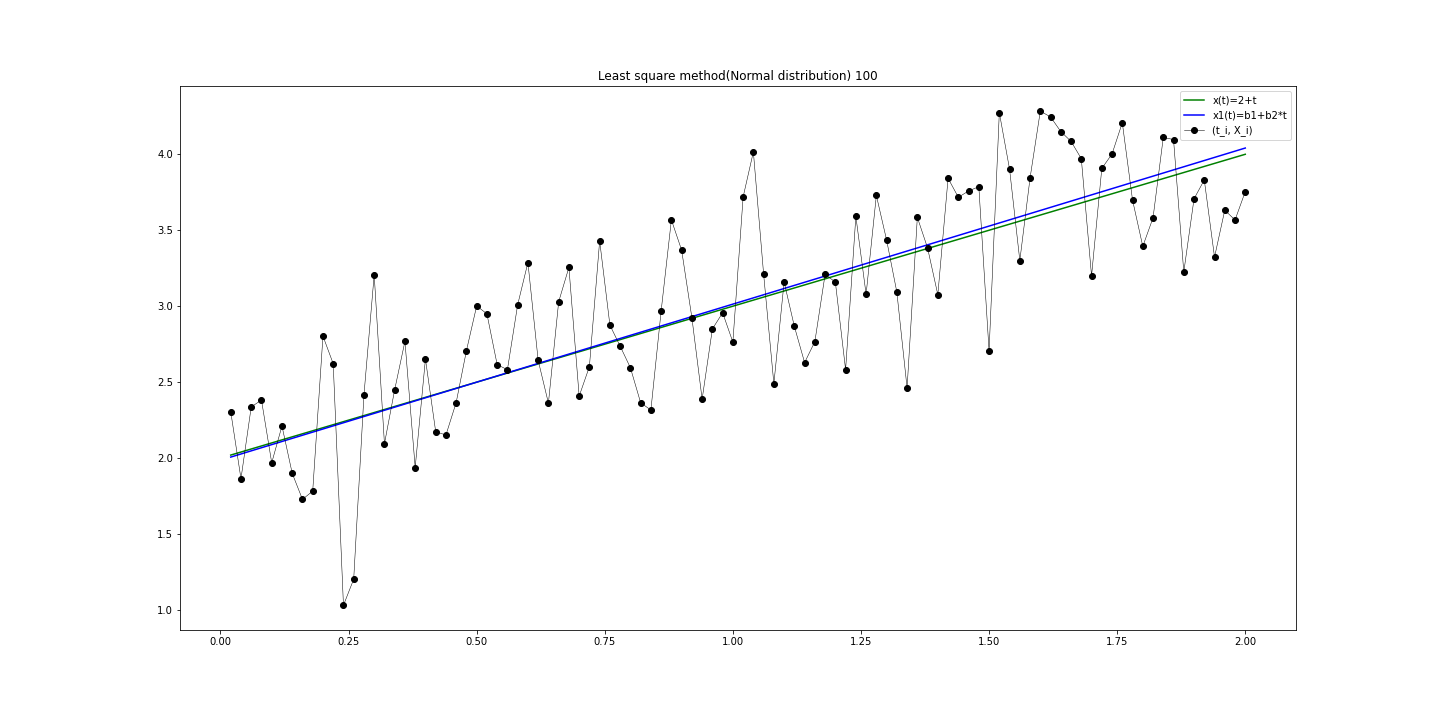 Least square method(Normal distribution) 100
x(t)=2+t
x1(t)=b1+b2*t
(t_i, X_i)
4.0
3.5
3.0
2.5
2.0
1.5
1.0
0.00 0.25 0.50 0.75 1.00 1.25 1.50 1.75 2.00